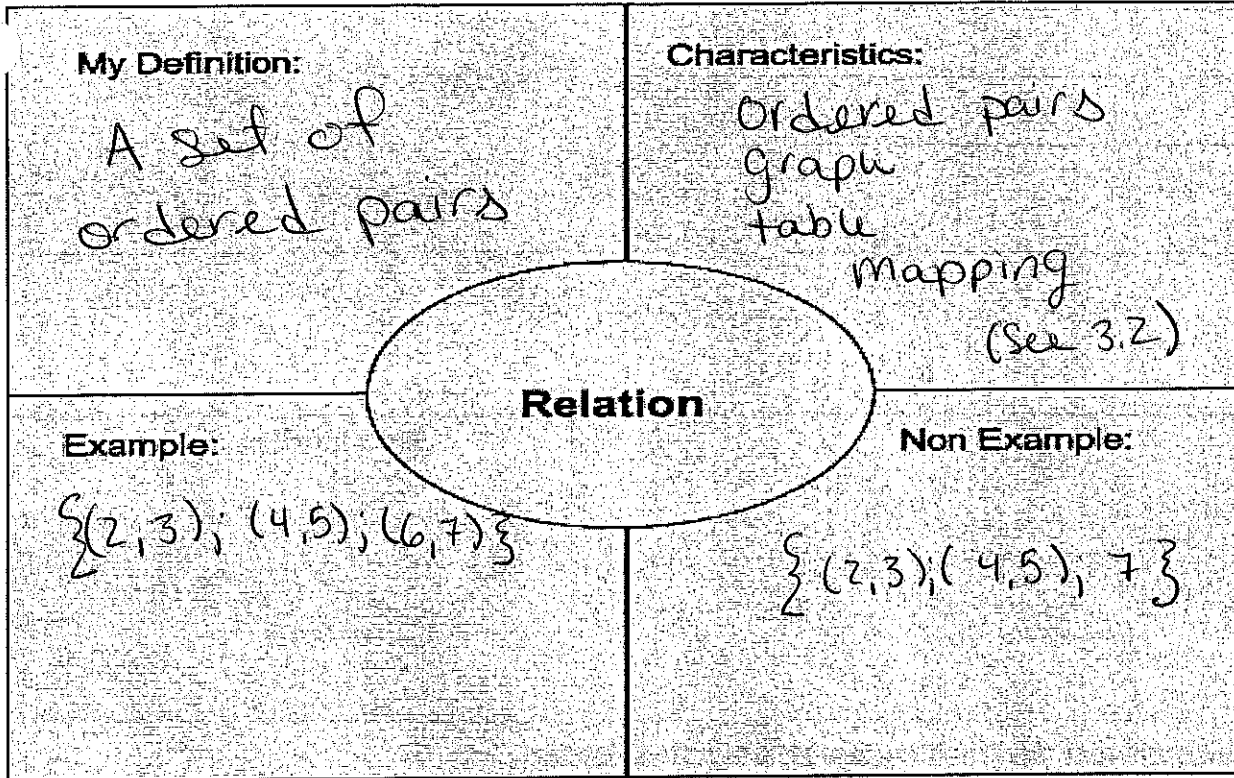 My Definition:
A set of
ordered pairs
Characteristics:
ordered pairs
graph
table
mapping
(See 3.2)
Relation
Example:
{(2,3); (4,5); (6,7)}
Non Example:
{(2,3);(4,5); 7}